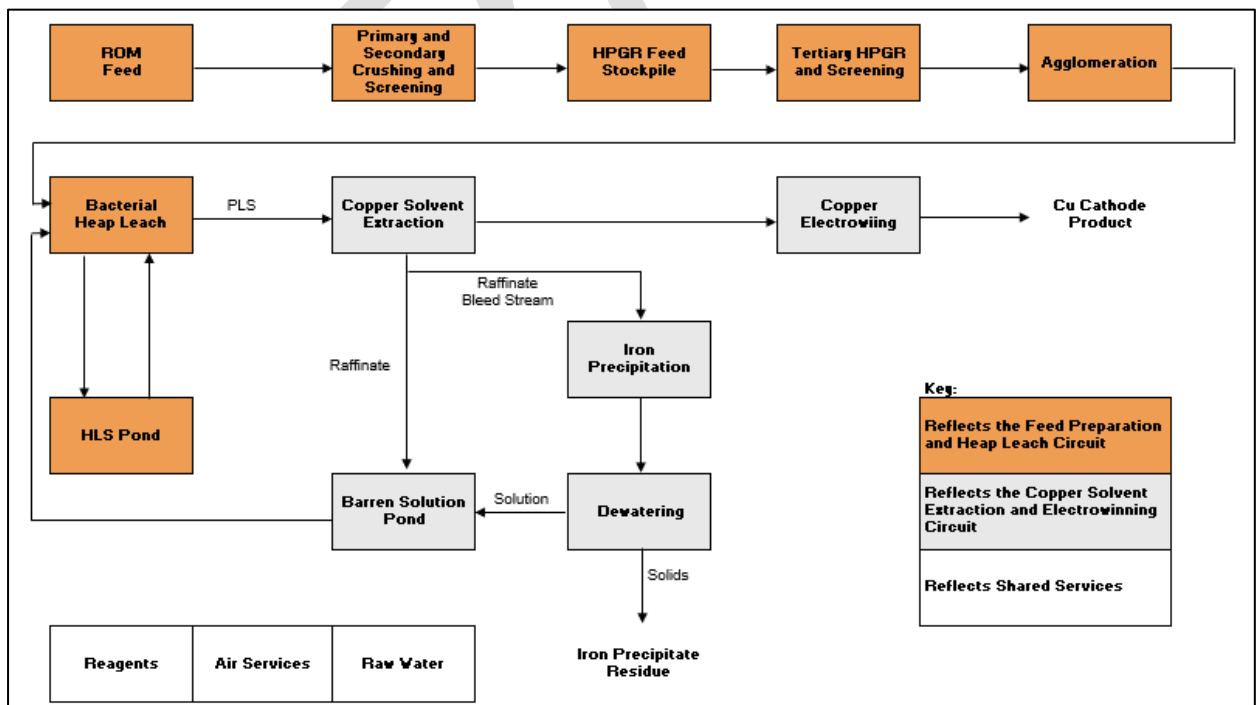 ROM
Feed
Primary and
Secondary
Crushing and
Screening
HPGR Feed
Stockpile
Tertiary HPGR
and Screening
Agglomeration
Bacterial
Heap Leach
PLS
Copper Solvent
Extraction
Copper
Electrowiing
Cu Cathode
Product
Raffinate
Bleed Stream
Iron
Precipitation
Raffinate
HLS Pond
Barren Solution
Pond
Solution
Dewatering
Solids
Iron Precipitate
Residue
Key:
Reflects the Feed Preparation
and Heap Leach Circuit
Reflects the Copper Solvent
Extraction and Electrowinning
Circuit
Reflects Shared Services
Reagents
Air Services
Raw Water